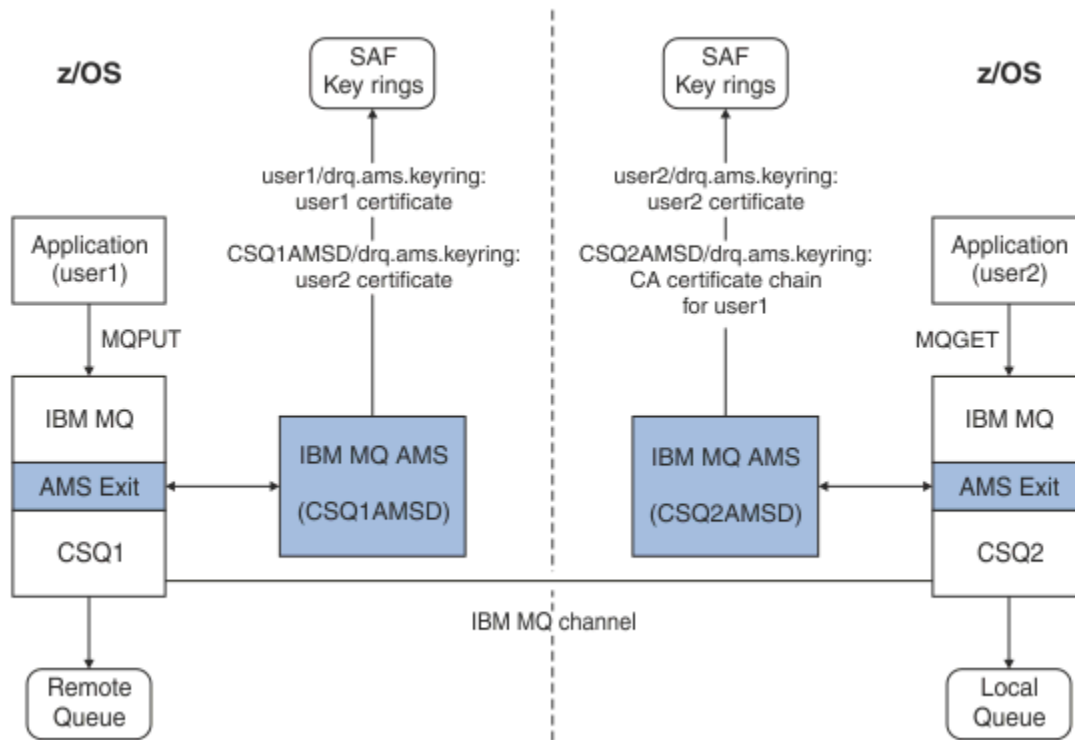 z/OS
SAF
Key rings
user1/drq.ams.keyring:
user1 certificate
CSQ1AMSD/drq.ams.keyring:
user2 certificate
Application
(user1)
MQPUT
IBM MQ
AMS Exit
CSQ1
IBM MQ AMS
(CSQ1AMSD)
Remote
Queue
SAF
Key rings
z/OS
user2/drq.ams.keyring:
user2 certificate
CSQ2AMSD/drq.ams.keyring:
CA certificate chain
for user1
Application
(user2)
MQGET
IBM MQ
AMS Exit
CSQ2
IBM MQ AMS
(CSQ2AMSD)
IBM MQ channel
Local
Queue